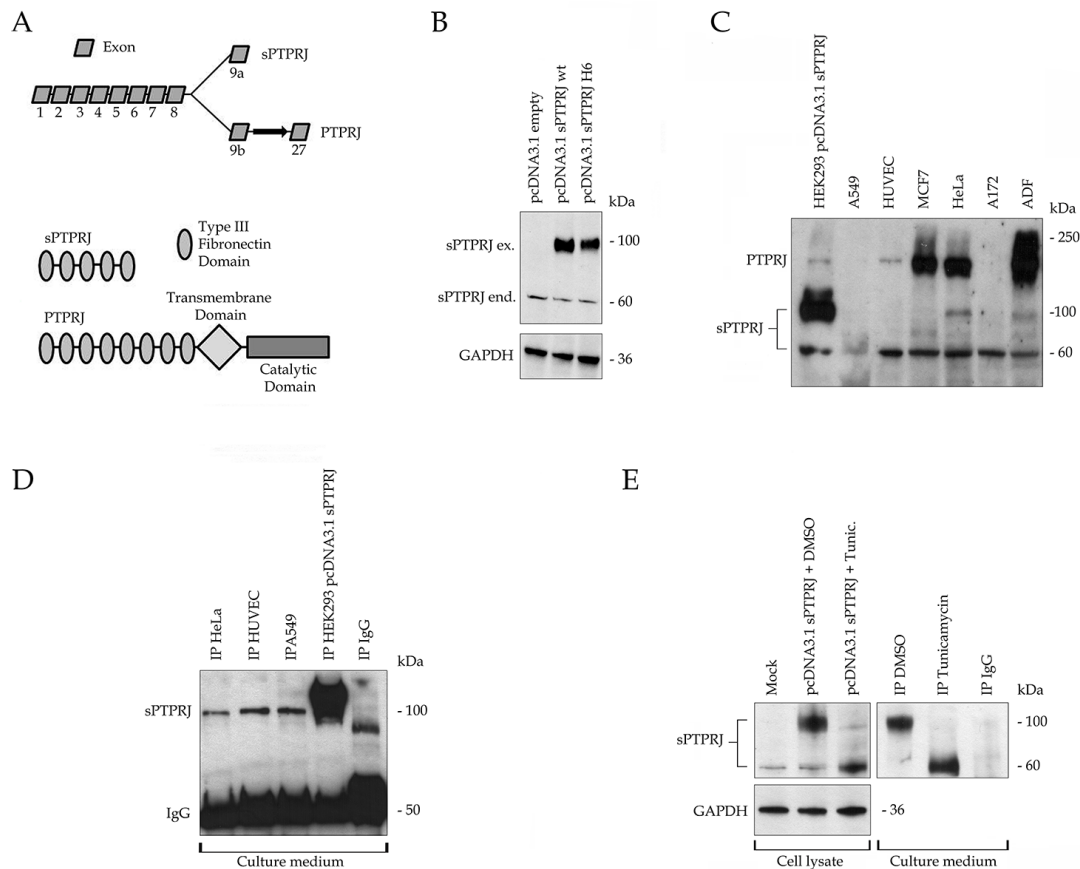 A
Exon
sPTPRJ
9a
1 2 3 4 5 6 7 8
PTPRJ
9b 27
sPTPRJ
Type III
Fibronectin
Domain
Transmembrane
Domain
PTPRJ
Catalytic
Domain
B
pcDNA3.1 empty
pcDNA3.1 sPTPRJ wt
pcDNA3.1 sPTPRJ H6
kDa
sPTPRJ ex.
- 100
sPTPRJ end.
- 60
GAPDH
- 36
C
HEK293 pcDNA3.1 sPTPRJ
A549
HUVEC
MCF7
HeLa
A172
ADF
kDa
- 250
PTPRJ
-100
sPTPRJ
- 60
D
IP HeLa
IP HUVEC
IPA549
IP HEK293 pcDNA3.1 sPTPRJ
IP IgG
kDa
sPTPRJ
- 100
IgG
- 50
Culture medium
E
Mock
pcDNA3.1 sPTPRJ + DMSO
pcDNA3.1 sPTPRJ + Tunic.
IP DMSO
IP Tunicamycin
IP IgG
kDa
- 100
sPTPRJ
- 60
GAPDH
- 36
Cell lysate
Culture medium